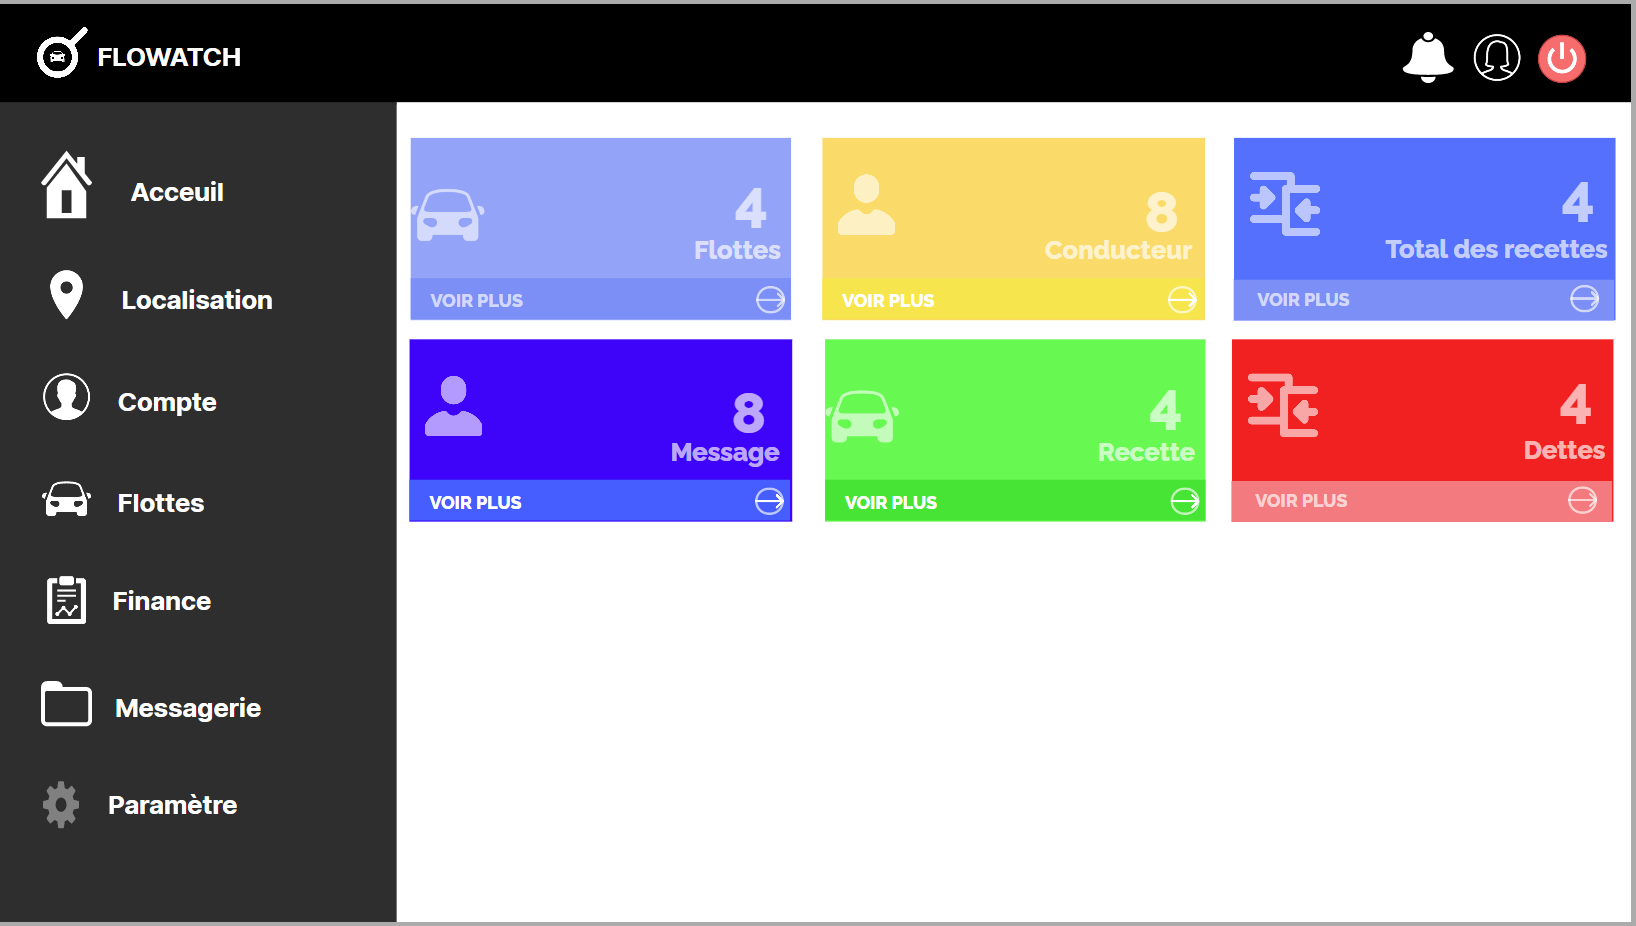 FLOWATCH
Acceuil
Localisation
Compte
Flottes
Finance
Messagerie
Paramètre
4
Flottes
VOIR PLUS
8
Conducteur
VOIR PLUS
4
Total des recettes
VOIR PLUS
8
Message
VOIR PLUS
4
Recette
VOIR PLUS
4
Dettes
VOIR PLUS